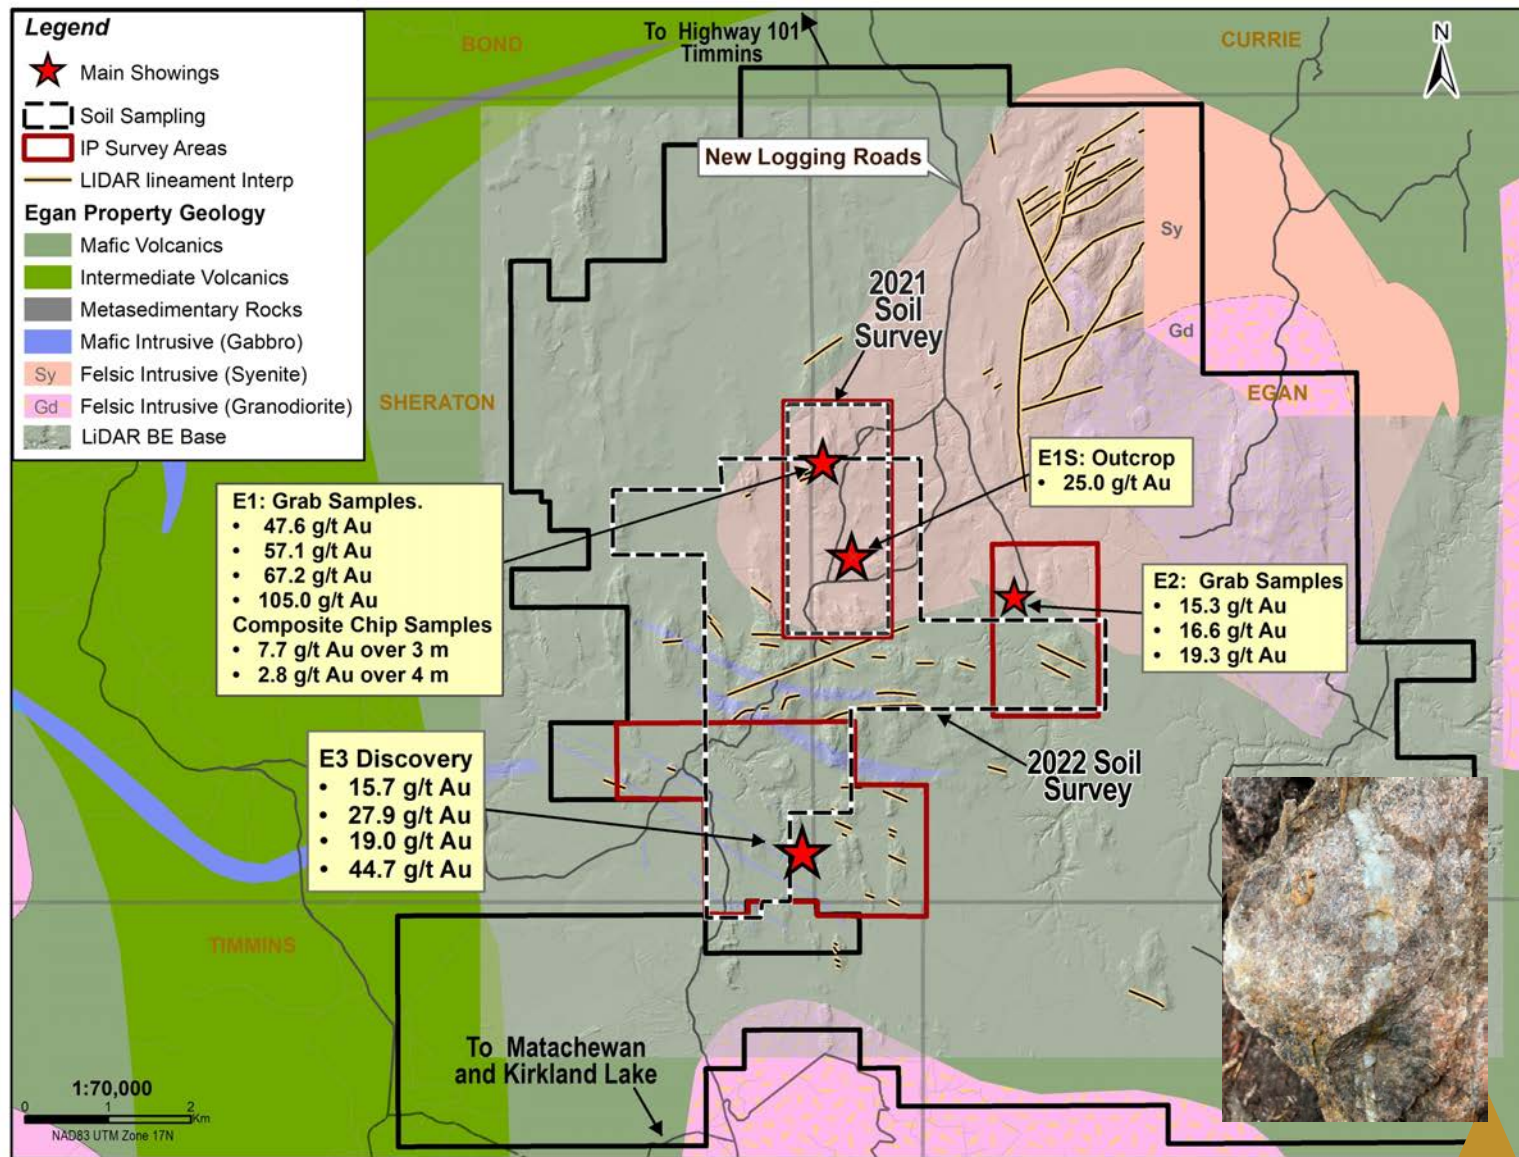 Legend
Main Showings
Soil Sampling
IP Survey Areas
LIDAR lineament Interp
Egan Property Geology
Mafic Volcanics
Intermediate Volcanics
Metasedimentary Rocks
Mafic Intrusive (Gabbro)
Sy Felsic Intrusive (Syenite)
Gd Felsic Intrusive (Granodiorite)
LiDAR BE Base
BOND
To Highway 101
Timmins
CURRIE
N
New Logging Roads
Sy
2021
Soil
Survey
Gd
SHERATON
EGAN
E1S: Outcrop
• 25.0 g/t Au
E1: Grab Samples.
• 47.6 g/t Au
• 57.1 g/t Au
• 67.2 g/t Au
• 105.0 g/t Au
Composite Chip Samples
• 7.7 g/t Au over 3 m
• 2.8 g/t Au over 4 m
E2: Grab Samples
• 15.3 g/t Au
• 16.6 g/t Au
• 19.3 g/t Au
E3 Discovery
• 15.7 g/t Au
• 27.9 g/t Au
• 19.0 g/t Au
• 44.7 g/t Au
2022 Soil
Survey
TIMMINS
To Matachewan
and Kirkland Lake
1:70,000
0 1 2
Km
NAD83 UTM Zone 17N